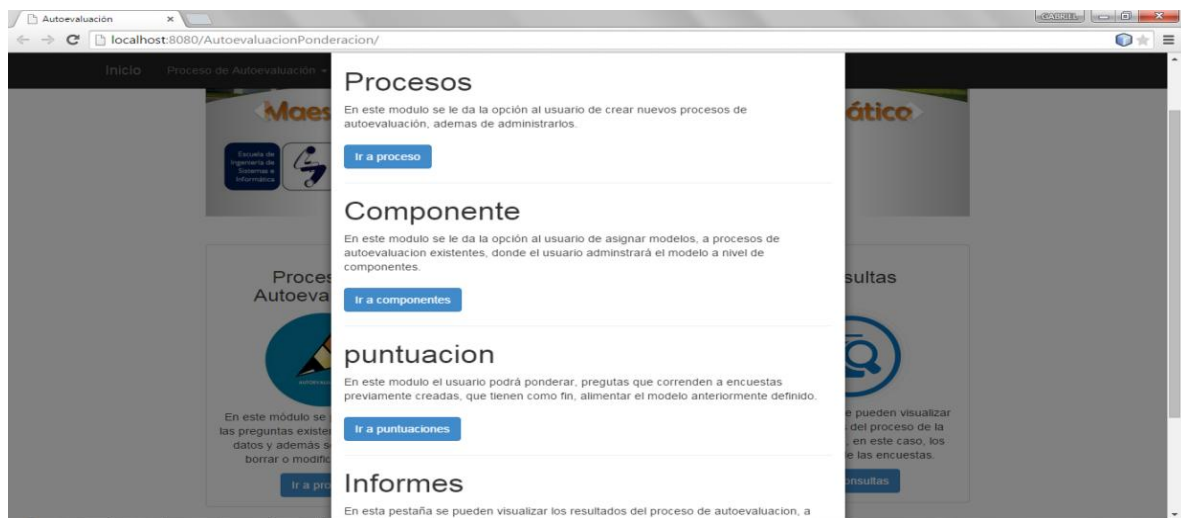 Autoevaluación
GABRIEL
localhost:8080/AutoevaluacionPonderacion/
Inicio Proceso de Autoevaluación
Maes
ático
Escuela de
Ingeniería de
Sistemas e
Informática
Procesos
En este modulo se le da la opción al usuario de crear nuevos procesos de
autoevaluación, ademas de administrarlos.
Ir a proceso
Componente
En este modulo se le da la opción al usuario de asignar modelos, a procesos de
autoevaluacion existentes, donde el usuario adminstrará el modelo a nivel de
componentes.
Ir a componentes
puntuacion
En este modulo el usuario podrá ponderar, pregutas que correnden a encuestas
previamente creadas, que tienen como fin, alimentar el modelo anteriormente definido.
Ir a puntuaciones
Informes
En esta pestaña se pueden visualizar los resultados del proceso de autoevaluacion, a
Proces
Autoeva
En este módulo se
las preguntas exister
datos y además s
borrar o modific
Ir a pro
sultas
e pueden visualizar
del proceso de la
, en este caso, los
e las encuestas.
onsultas